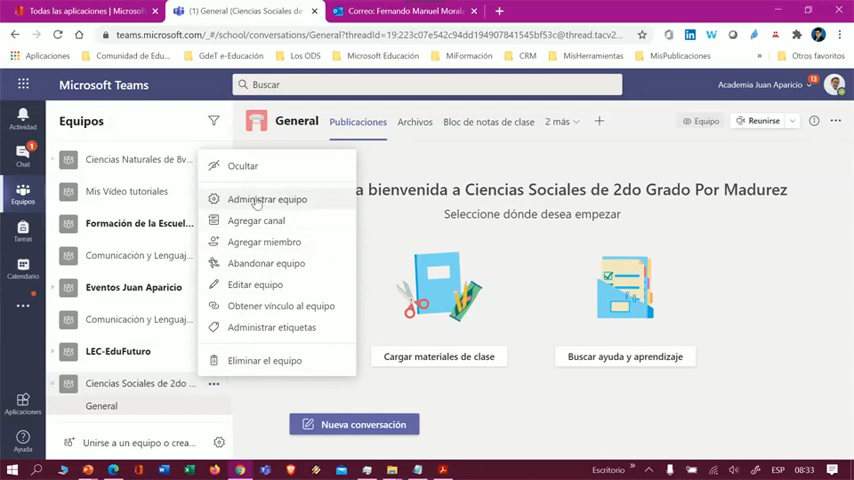 Todas las aplicaciones | Microsof
(1) General (Ciencias Sociales de
Correo: Fernando Manuel Morale
teams.microsoft.com/_#/school/conversations/General?threadId=19:223c07e542c94dd194079418​45bf53c@thread.tacv2...
Aplicaciones
Comunidad de Edu...
GdeT e-Educación
Los ODS
Microsoft Educación
MiFormación
CRM
MisHerramientas
MisPublicaciones
Otros favoritos
Microsoft Teams
Buscar
Academia Juan Aparicio
13
Actividad
Chat
1
Equipos
Tareas
Calendario
Aplicaciones
Ayuda
Equipos
Ciencias Naturales de 8v...
Mis Vídeo tutoriales
Formación de la Escuel...
Comunicación y Lenguaj...
Eventos Juan Aparicio
Comunicación y Lenguaj...
LEC-EduFuturo
Ciencias Sociales de 2do ...
General
Unirse a un equipo o crea...
Ocultar
Administrar equipo
Agregar canal
Agregar miembro
Abandonar equipo
Editar equipo
Obtener vínculo al equipo
Administrar etiquetas
Eliminar el equipo
General
Publicaciones
Archivos
Bloc de notas de clase
2 más
Equipo
Reunirse
a bienvenida a Ciencias Sociales de 2do Grado Por Madurez
Seleccione dónde desea empezar
Cargar materiales de clase
Buscar ayuda y aprendizaje
Nueva conversación
Escritorio
ESP
08:33